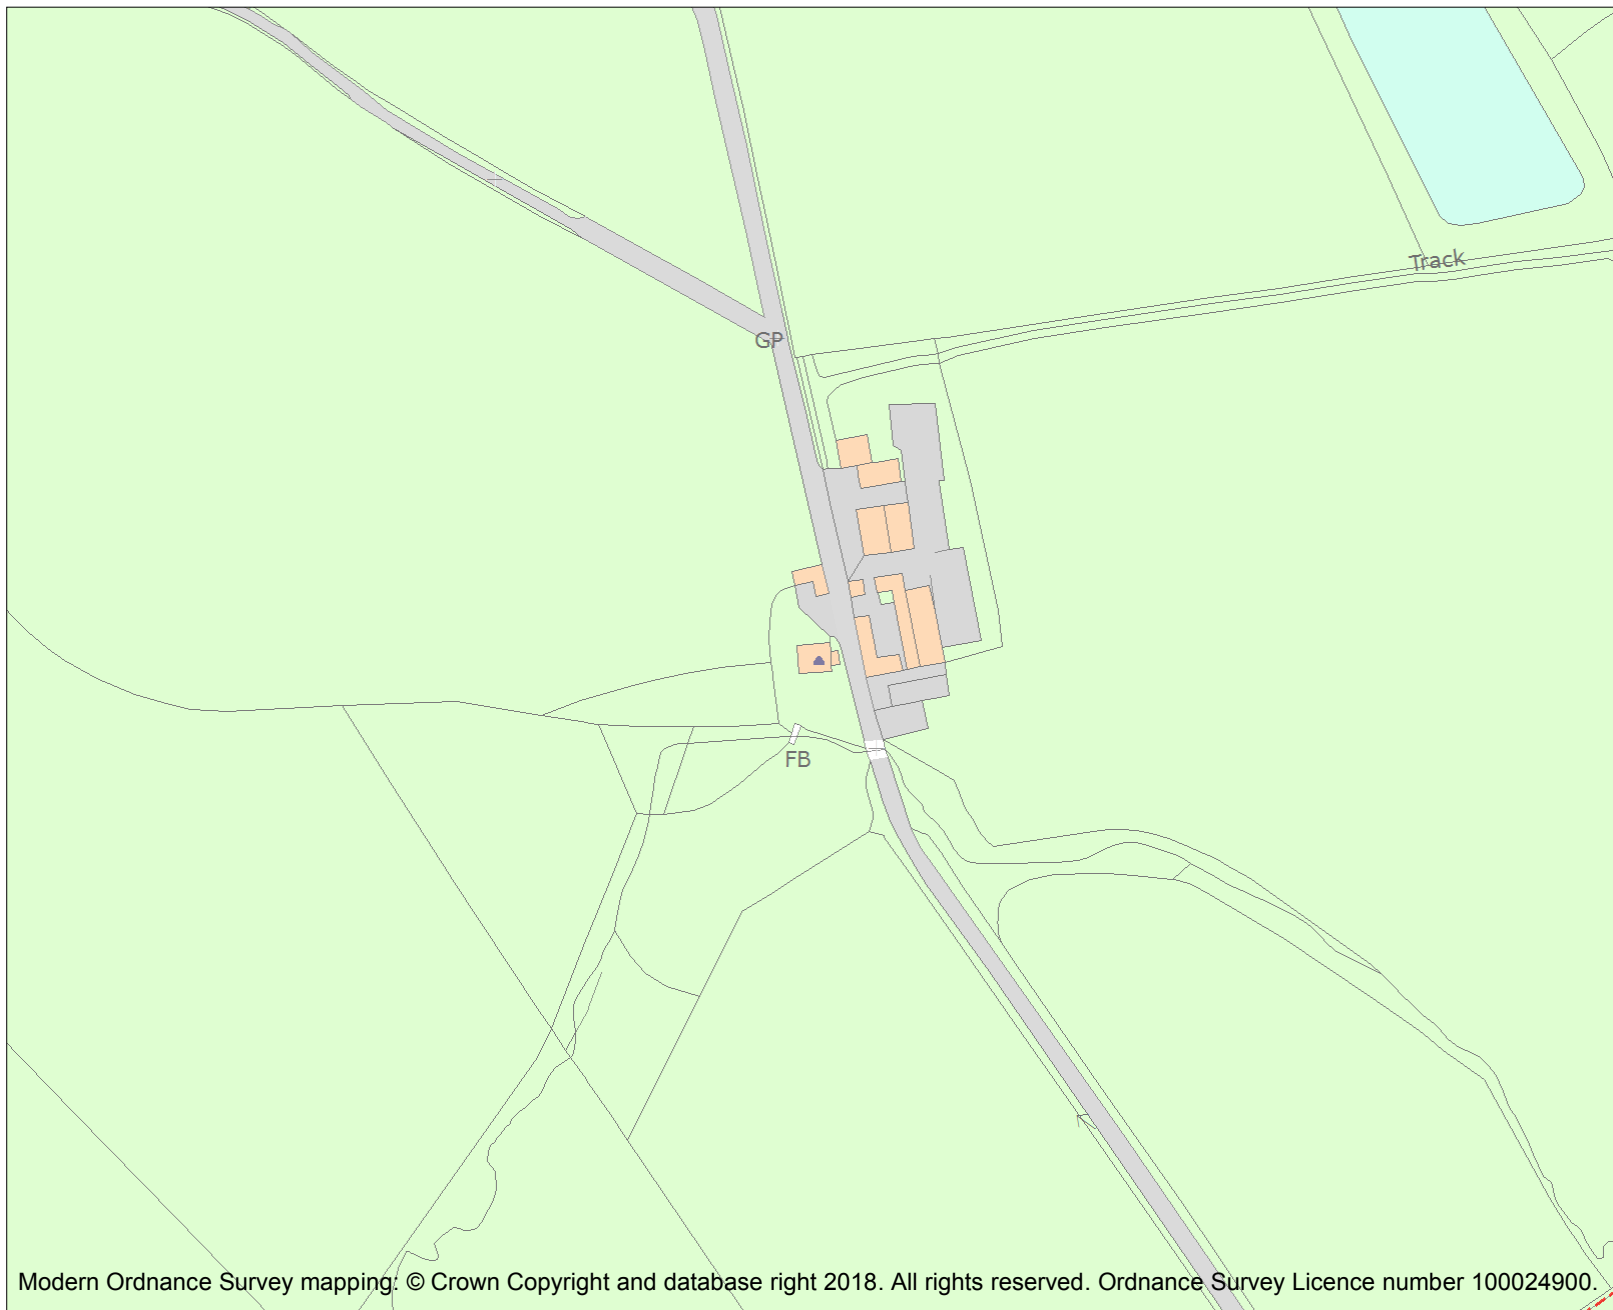 Track
GP
FB
Modern Ordnance Survey mapping: © Crown Copyright and database right 2018. All rights reserved. Ordnance Survey Licence number 100024900.